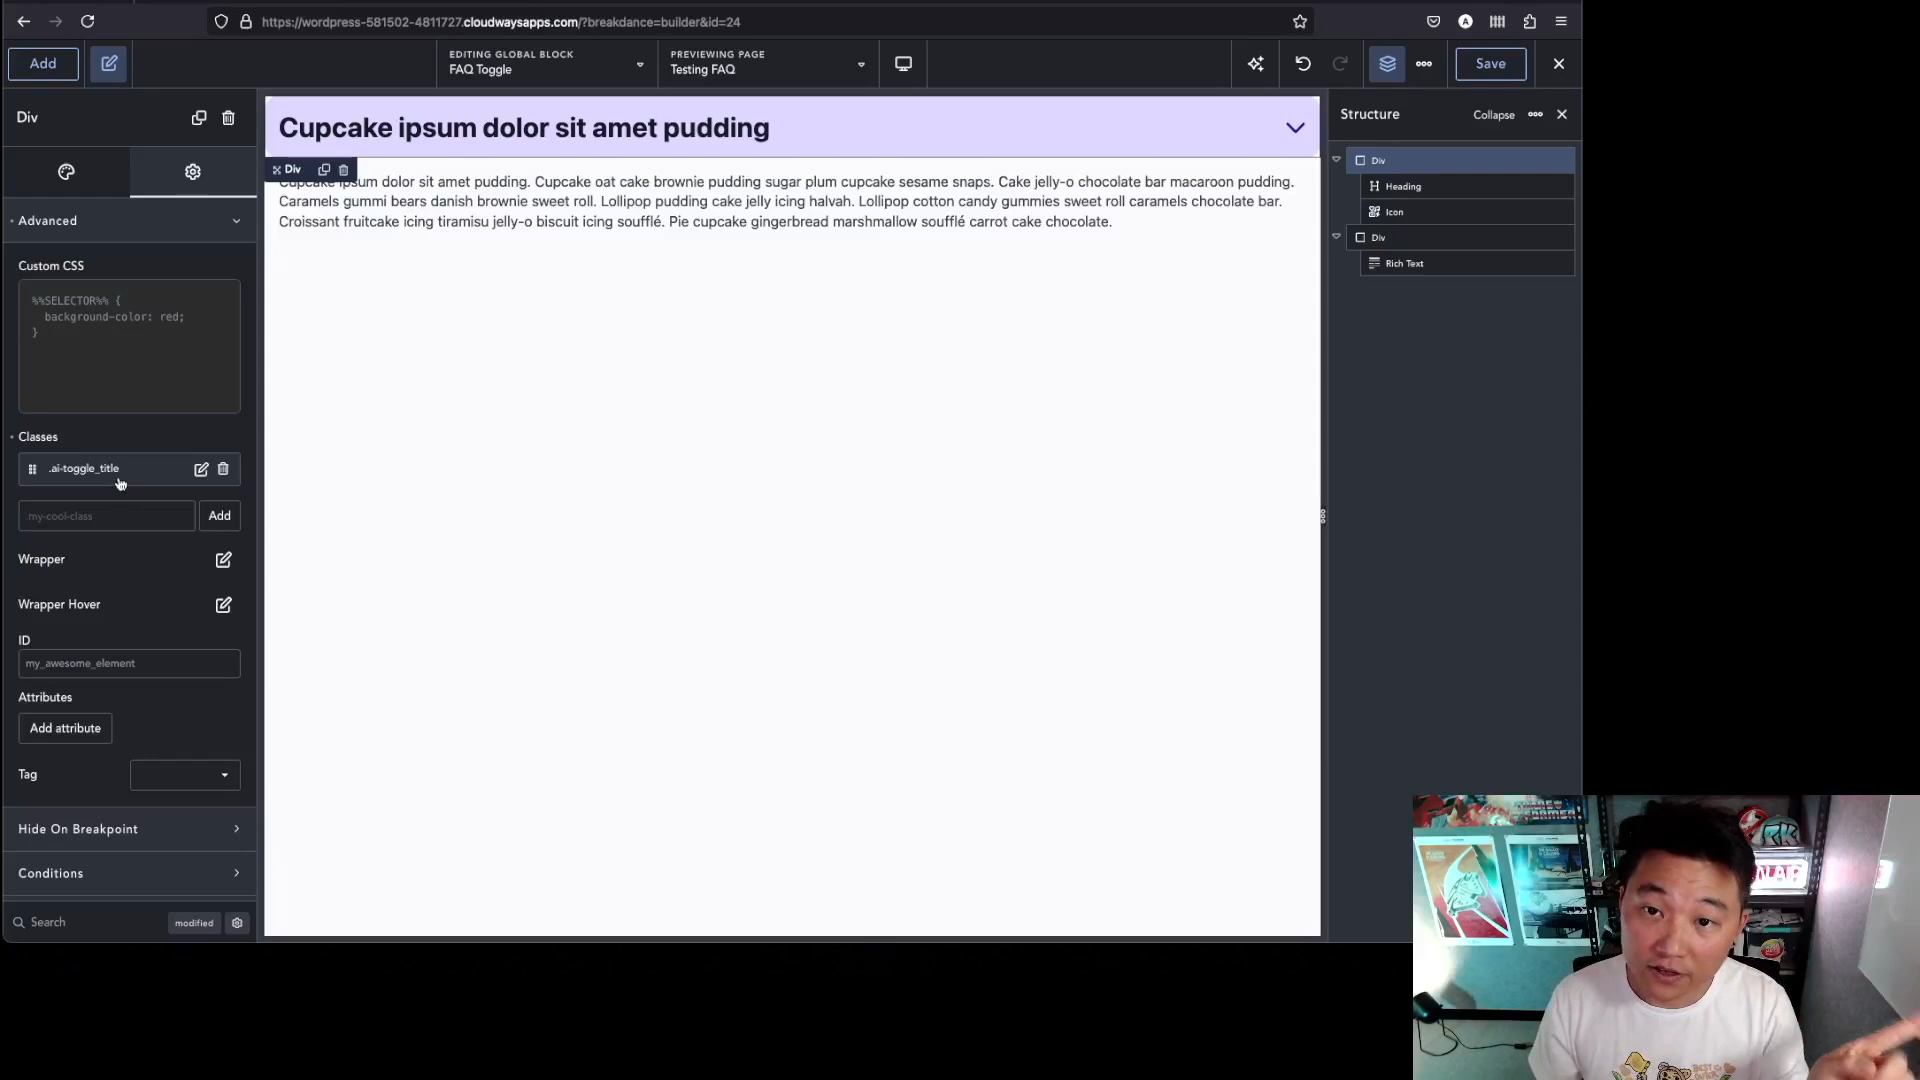 https://wordpress-581502-4811727.cloudwaysapps.com/?breakdance=builder&id=24
Add
EDITING GLOBAL BLOCK
FAQ Toggle
PREVIEWING PAGE
Testing FAQ
Save
Div
Advanced
Custom CSS
%%SELECTOR%% {
background-color: red;
}
Classes
.ai-toggle_title
.my-cool-class
Add
Wrapper
Wrapper Hover
ID
my_awesome_element
Attributes
Add attribute
Tag
Hide On Breakpoint
Conditions
Search
modified
Cupcake ipsum dolor sit amet pudding
Div
Cupcake ipsum dolor sit amet pudding. Cupcake oat cake brownie pudding sugar plum cupcake sesame snaps. Cake jelly-o chocolate bar macaroon pudding.
Caramels gummi bears danish brownie sweet roll. Lollipop pudding cake jelly icing halvah. Lollipop cotton candy gummies sweet roll caramels chocolate bar.
Croissant fruitcake icing tiramisu jelly-o biscuit icing soufflé. Pie cupcake gingerbread marshmallow soufflé carrot cake chocolate.
Structure
Collapse
Div
Heading
Icon
Div
Rich Text